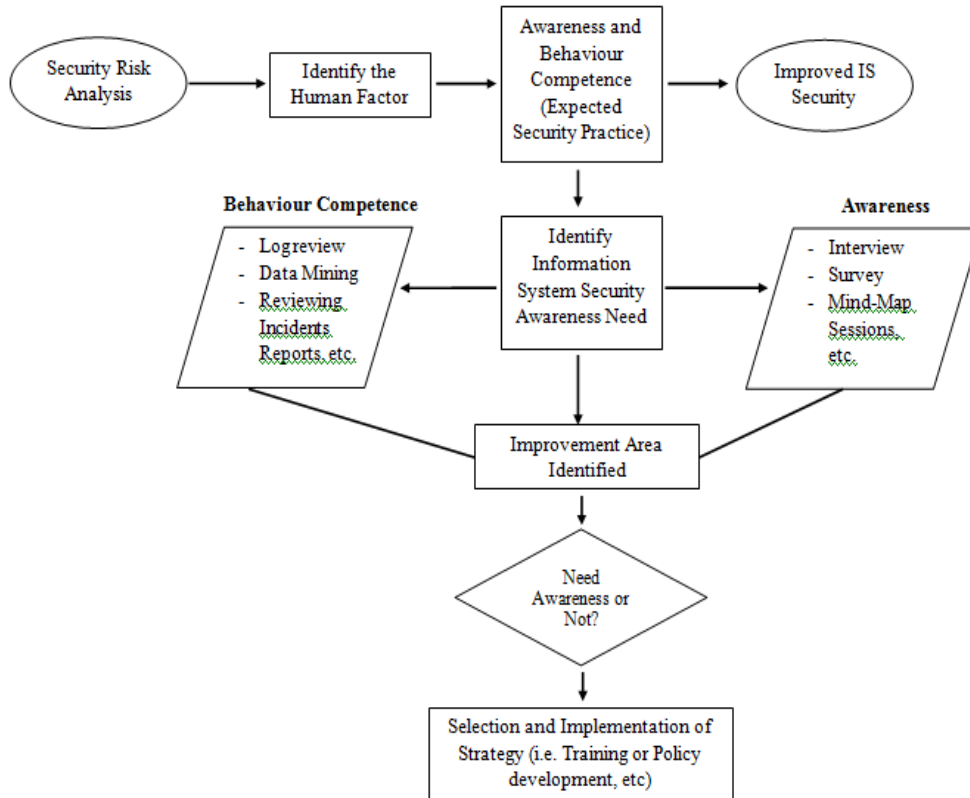 Security Risk
Analysis
Identify the
Human Factor
Awareness and
Behaviour
Competence
(Expected
Security Practice)
Improved IS
Security
Behaviour Competence
- Logreview
- Data Mining
- Reviewing
Incidents
Reports, etc.
Identify
Information
System Security
Awareness Need
Awareness
- Interview
- Survey
- Mind-Map
Sessions,
etc.
Improvement Area
Identified
Need
Awareness or
Not?
Selection and Implementation of
Strategy (i.e. Training or Policy
development, etc)